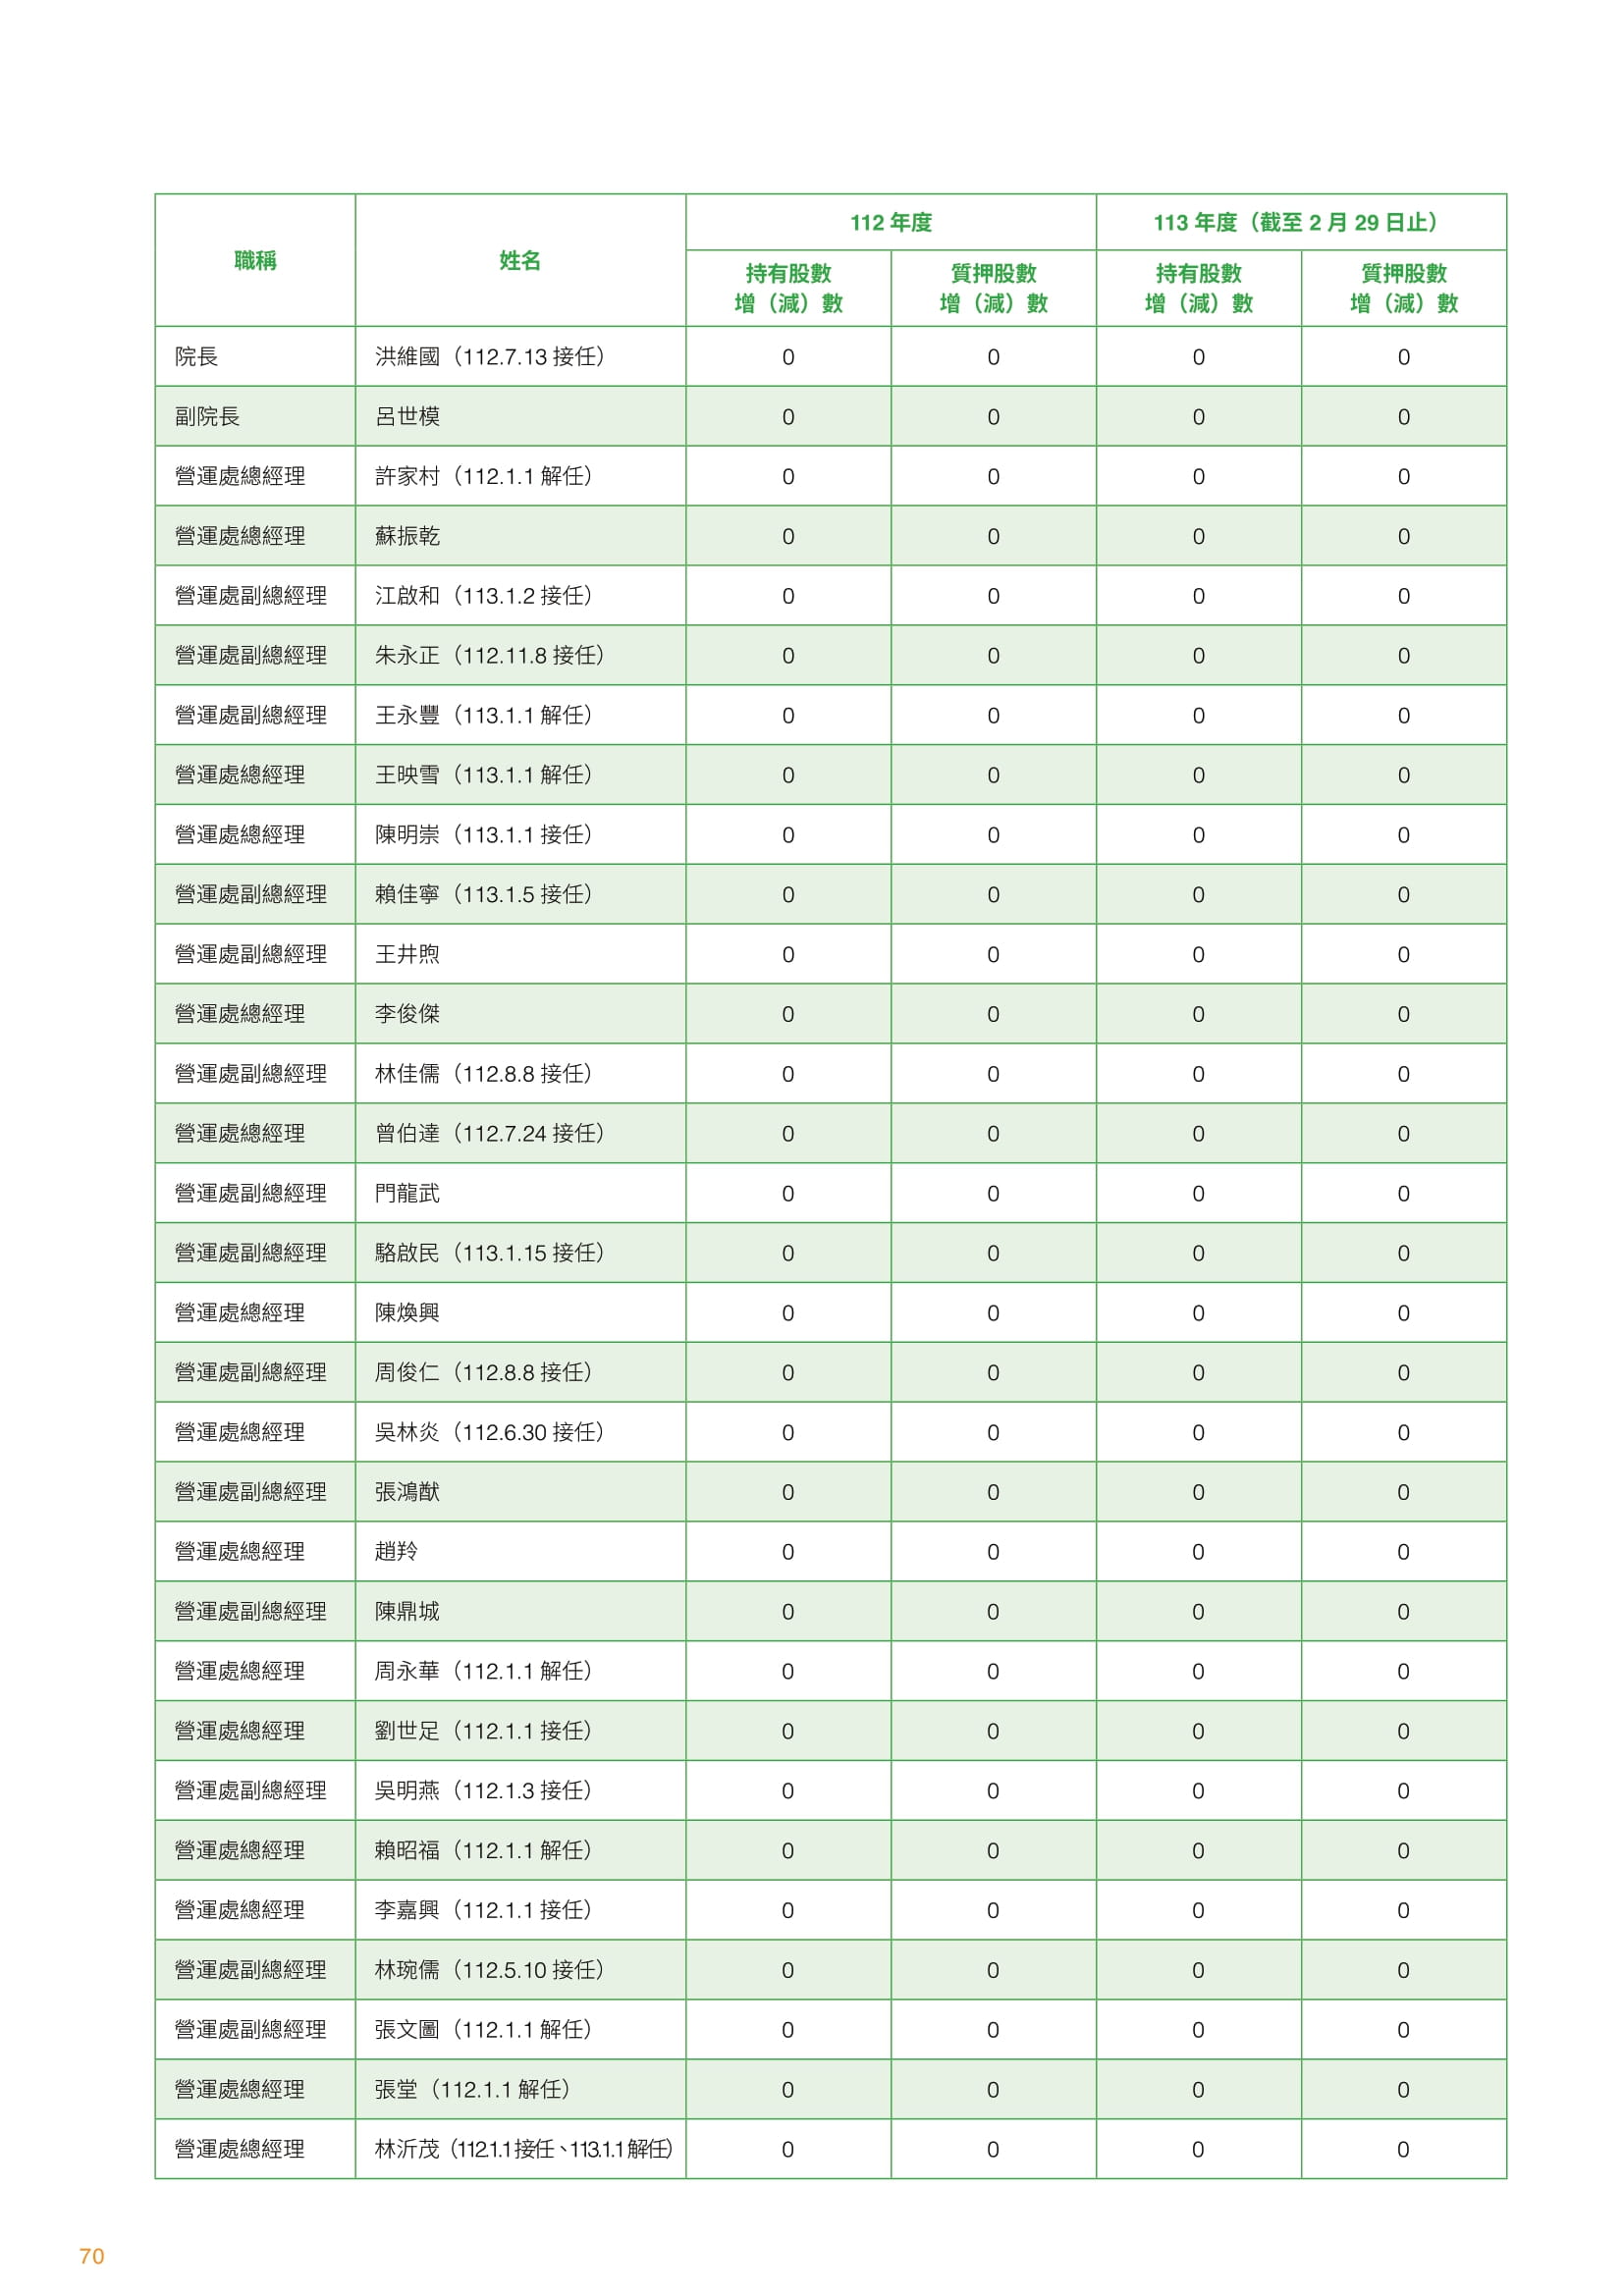 職稱 姓名 112 年度 113 年度（截至 2 月 29 日止）
持有股數 質押股數 持有股數 質押股數
增（減）數 增（減）數 增（減）數 增（減）數
院長 洪維國（112.7.13 接任） 0 0 0 0
副院長 呂世模 0 0 0 0
營運處總經理 許家村（112.1.1 解任） 0 0 0 0
營運處總經理 蘇振乾 0 0 0 0
營運處副總經理 江啟和（113.1.2 接任） 0 0 0 0
營運處副總經理 朱永正（112.11.8 接任） 0 0 0 0
營運處副總經理 王永豐（113.1.1 解任） 0 0 0 0
營運處總經理 王映雪（113.1.1 解任） 0 0 0 0
營運處總經理 陳明崇（113.1.1 接任） 0 0 0 0
營運處副總經理 賴佳寧（113.1.5 接任） 0 0 0 0
營運處副總經理 王井煦 0 0 0 0
營運處總經理 李俊傑 0 0 0 0
營運處副總經理 林佳儒（112.8.8 接任） 0 0 0 0
營運處總經理 曾伯達（112.7.24 接任） 0 0 0 0
營運處副總經理 門龍武 0 0 0 0
營運處副總經理 駱啟民（113.1.15 接任） 0 0 0 0
營運處總經理 陳煥興 0 0 0 0
營運處副總經理 周俊仁（112.8.8 接任） 0 0 0 0
營運處總經理 吳林炎（112.6.30 接任） 0 0 0 0
營運處副總經理 張鴻猷 0 0 0 0
營運處總經理 趙羚 0 0 0 0
營運處副總經理 陳鼎城 0 0 0 0
營運處總經理 周永華（112.1.1 解任） 0 0 0 0
營運處總經理 劉世足（112.1.1 接任） 0 0 0 0
營運處副總經理 吳明燕（112.1.3 接任） 0 0 0 0
營運處總經理 賴昭福（112.1.1 解任） 0 0 0 0
營運處總經理 李嘉興（112.1.1 接任） 0 0 0 0
營運處副總經理 林琬儒（112.5.10 接任） 0 0 0 0
營運處副總經理 張文圖（112.1.1 解任） 0 0 0 0
營運處總經理 張堂（112.1.1 解任） 0 0 0 0
營運處總經理 林沂茂（112.1.1 接任、113.1.1 解任） 0 0 0 0
70